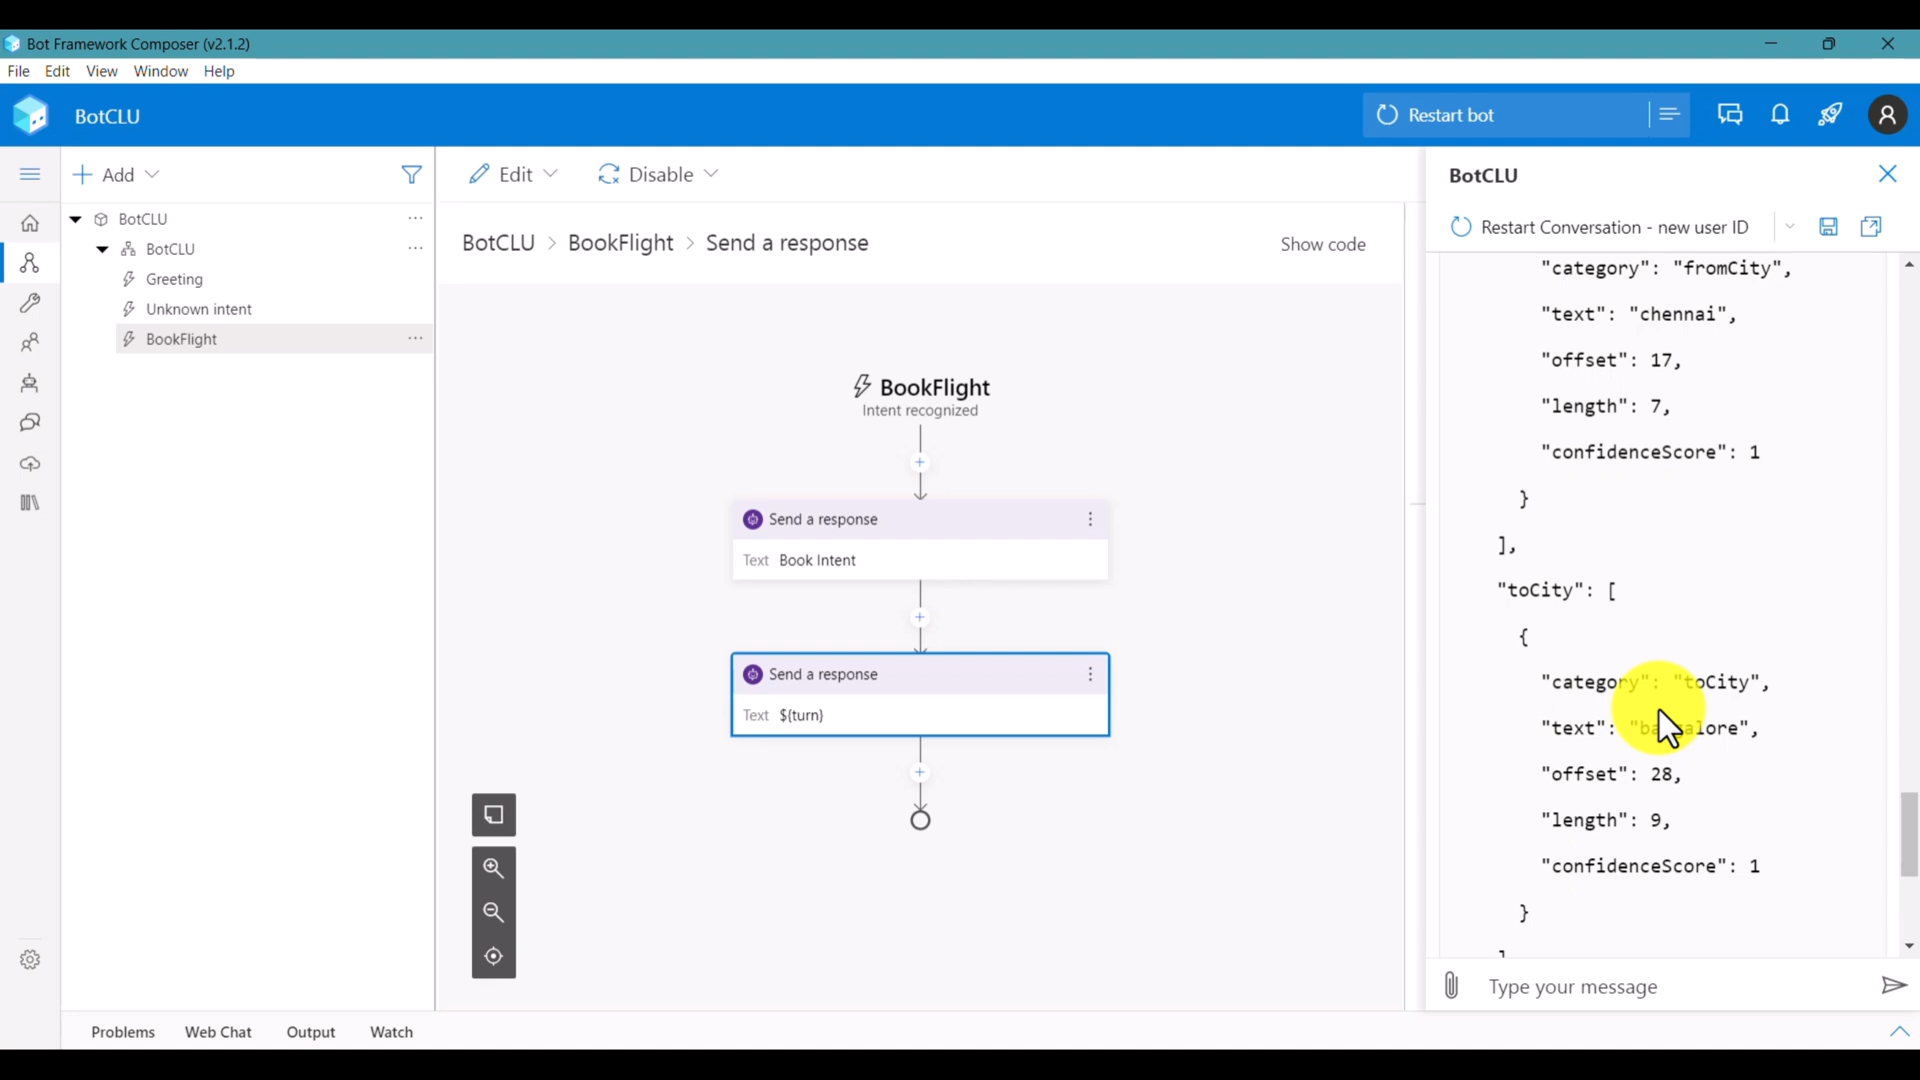 Bot Framework Composer (v2.1.2)
File Edit View Window Help
BotCLU
Restart bot
Add
Edit
Disable
BotCLU
Restart Conversation - new user ID
BotCLU
BotCLU
Greeting
Unknown intent
BookFlight
BotCLU > BookFlight > Send a response
Show code
BookFlight
Intent recognized
Send a response
Text Book Intent
Send a response
Text ${turn}
"category": "fromCity",
"text": "chennai",
"offset": 17,
"length": 7,
"confidenceScore": 1
}
],
"toCity": [
{
"category": "toCity",
"text": "bangalore",
"offset": 28,
"length": 9,
"confidenceScore": 1
}
]
Type your message
Problems Web Chat Output Watch